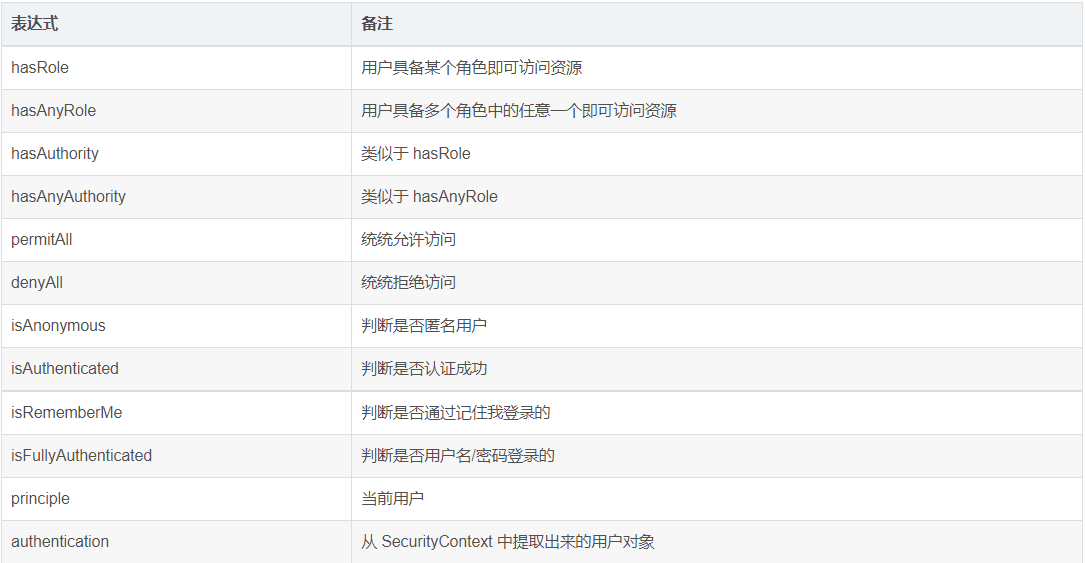 表达式 备注
hasRole 用户具备某个角色即可访问资源
hasAnyRole 用户具备多个角色中的任意一个即可访问资源
hasAuthority 类似于 hasRole
hasAnyAuthority 类似于 hasAnyRole
permitAll 统统允许访问
denyAll 统统拒绝访问
isAnonymous 判断是否匿名用户
isAuthenticated 判断是否认证成功
isRememberMe 判断是否通过记住我登录的
isFullyAuthenticated 判断是否用户名/密码登录的
principle 当前用户
authentication 从 SecurityContext 中提取出来的用户对象